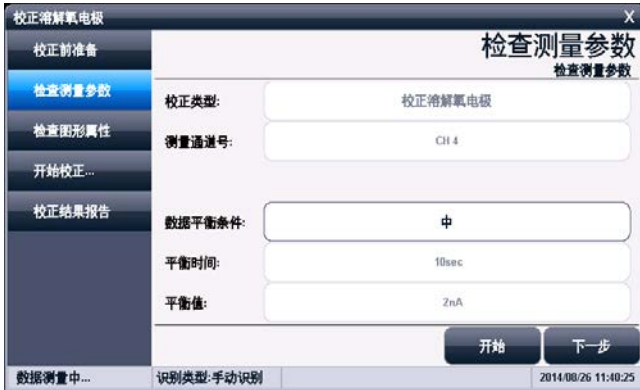 校正溶解氧电极 X
校正前准备
检查测量参数
检查图形属性
开始校正...
校正结果报告
检查测量参数
检查测量参数
校正类型: 校正溶解氧电极
测量通道号: CH 4
数据平衡条件: 中
平衡时间: 10sec
平衡值: 2nA
开始 下一步
数据测量中... 识别类型:手动识别 2014/08/26 11:40:25